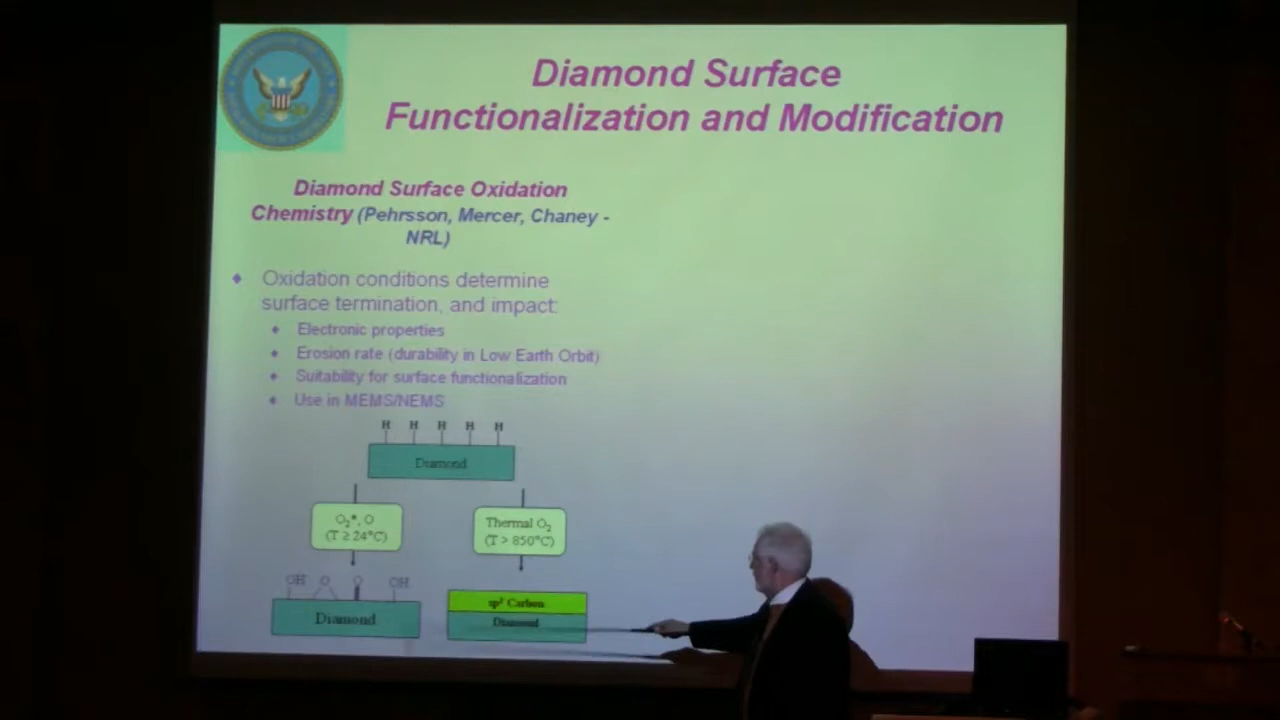 Diamond Surface
Functionalization and Modification
Diamond Surface Oxidation
Chemistry (Pehrsson, Mercer, Chaney -
NRL)
Oxidation conditions determine
surface termination, and impact:
Electronic properties
Erosion rate (durability in Low Earth Orbit)
Suitability for surface functionalization
Use in MEMS/NEMS
H H H H H
Diamond
O₂*, O
(T ≥ 24°C)
Thermal O₂
(T > 850°C)
OH O O OH
Diamond
sp² Carbon
Diamond